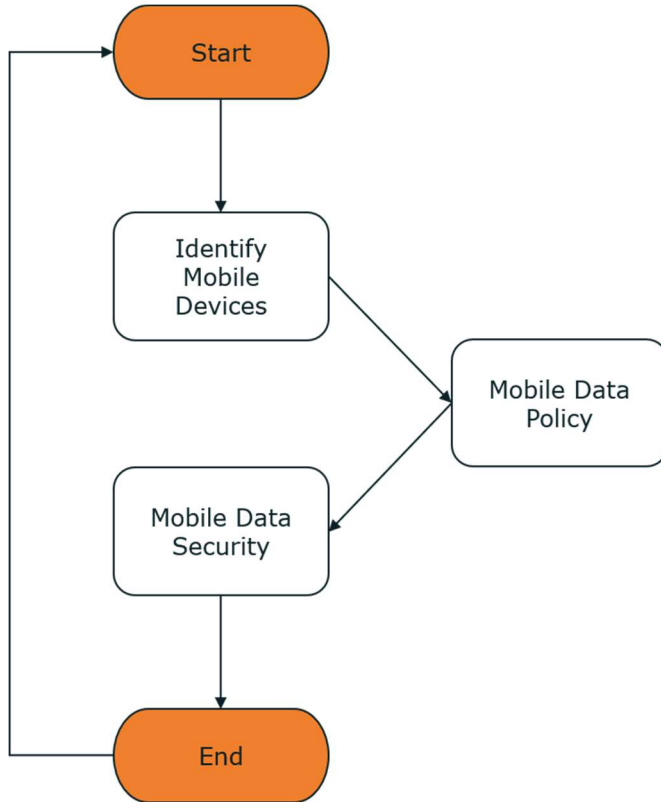 Start
Identify
Mobile
Devices
Mobile Data
Policy
Mobile Data
Security
End